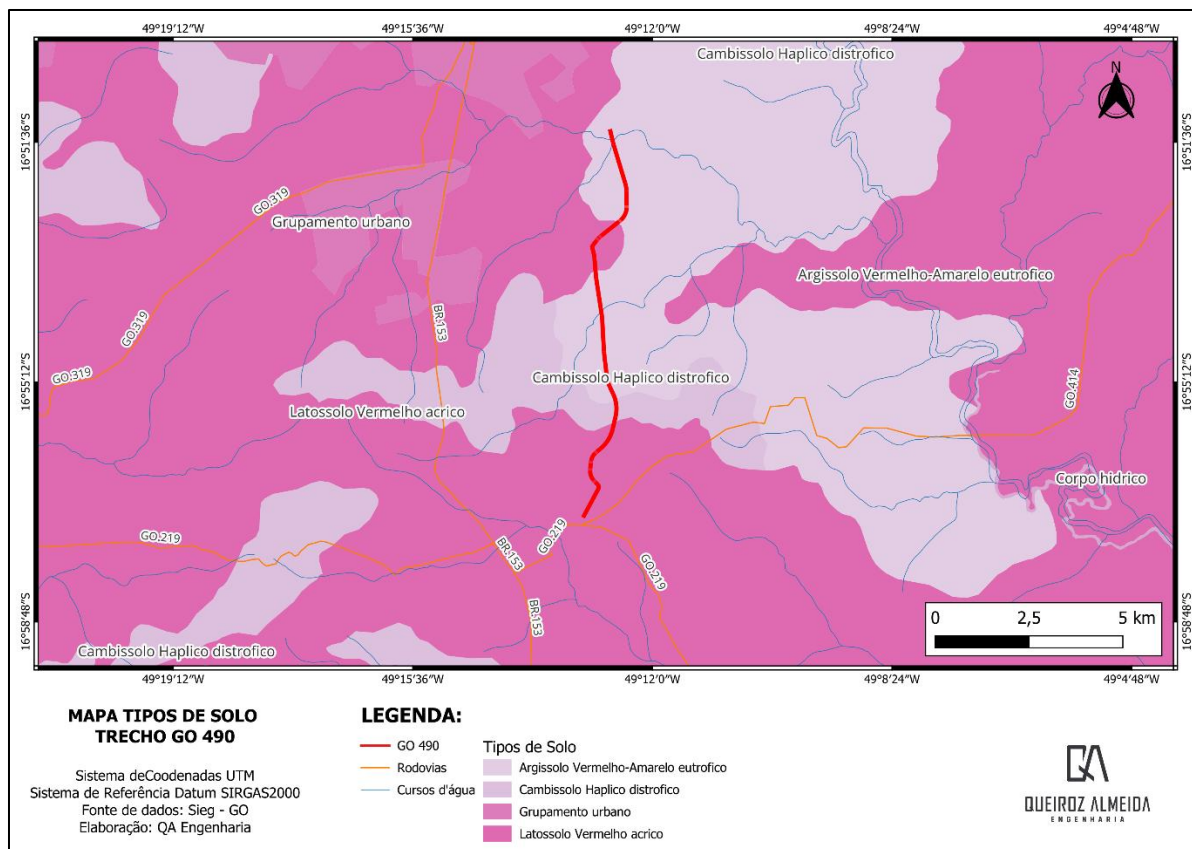 49°19'12"W 49°15'36"W 49°12'0"W 49°8'24"W 49°4'48"W
Cambissolo Haplico distrofico
N
16°51'36"S 16°51'36"S
GO.319
Grupamento urbano
Argissolo Vermelho-Amarelo eutrofico
GO.319
BR.153
GO.319
Cambissolo Haplico distrofico
16°55'12"S 16°55'12"S
GO.414
Latossolo Vermelho acrico
Corpo hidrico
GO.219
GO.219
BR.153
GO.219
BR.153
16°58'48"S 16°58'48"S
0 2,5 5 km
Cambissolo Haplico distrofico
49°19'12"W 49°15'36"W 49°12'0"W 49°8'24"W 49°4'48"W
MAPA TIPOS DE SOLO
TRECHO GO 490
Sistema deCoodenadas UTM
Sistema de Referência Datum SIRGAS2000
Fonte de dados: Sieg - GO
Elaboração: QA Engenharia
LEGENDA:
GO 490
Rodovias
Cursos d'água
Tipos de Solo
Argissolo Vermelho-Amarelo eutrofico
Cambissolo Haplico distrofico
Grupamento urbano
Latossolo Vermelho acrico
QA
QUEIROZ ALMEIDA
ENGENHARIA